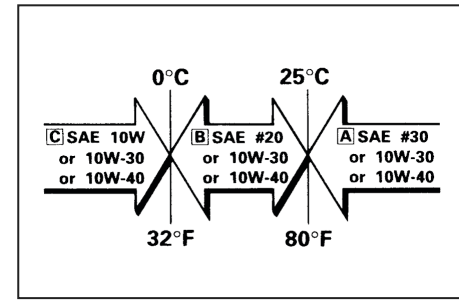 0°C 25°C
C SAE 10W B SAE #20 A SAE #30
or 10W-30 or 10W-30 or 10W-30
or 10W-40 or 10W-40 or 10W-40
32°F 80°F